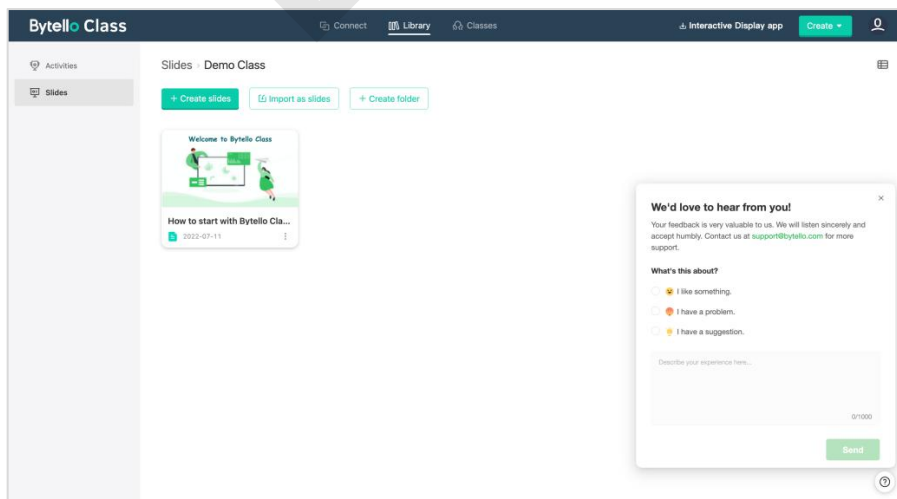 Bytello Class
Connect
Library
Classes
Interactive Display app
Create
Activities
Slides
Slides
Demo Class
+ Create slides
Import as slides
+ Create folder
Welcome to Bytello Class
How to start with Bytello Cla...
2022-07-11
We'd love to hear from you!
Your feedback is very valuable to us. We will listen sincerely and
accept humbly. Contact us at support@bytello.com for more
support.
What's this about?
I like something.
I have a problem.
I have a suggestion.
Describe your experience here...
0/1000
Send